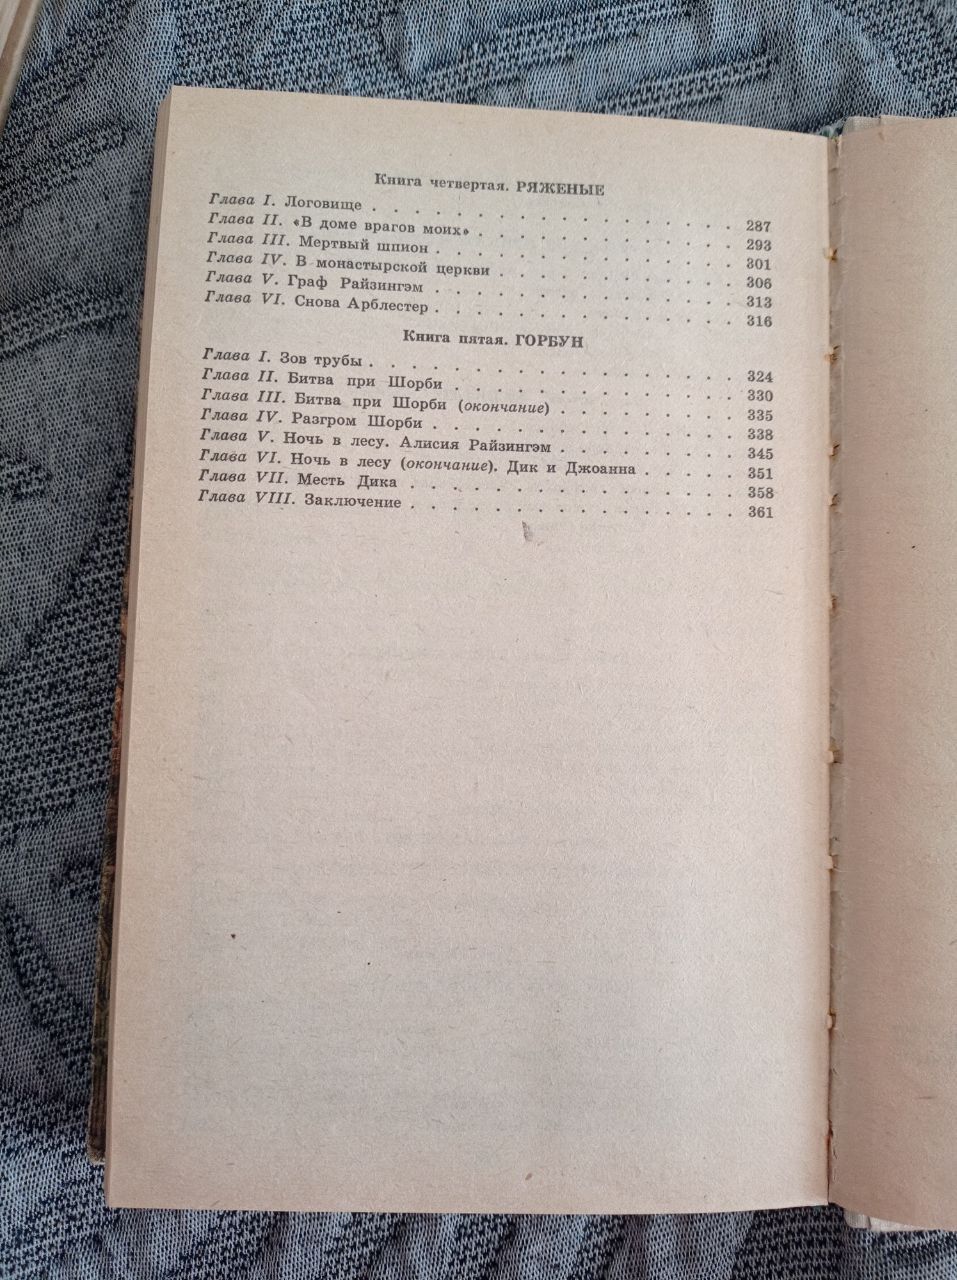 Книга четвертая. РЯЖЕНЫЕ
Глава I. Логовище . . . . . . . . . . . . . . . . 287
Глава II. «В доме врагов моих» . . . . . . . . . . . . 293
Глава III. Мертвый шпион . . . . . . . . . . . . . 301
Глава IV. В монастырской церкви . . . . . . . . . . . 306
Глава V. Граф Райзингэм . . . . . . . . . . . . . 313
Глава VI. Снова Арблестер . . . . . . . . . . . . . 316
Книга пятая. ГОРБУН
Глава I. Зов трубы . . . . . . . . . . . . . . . . 324
Глава II. Битва при Шорби . . . . . . . . . . . . . 330
Глава III. Битва при Шорби (окончание) . . . . . . . . 335
Глава IV. Разгром Шорби . . . . . . . . . . . . . 338
Глава V. Ночь в лесу. Алисия Райзингэм . . . . . . . . 345
Глава VI. Ночь в лесу (окончание). Дик и Джоанна . . . . . 351
Глава VII. Месть Дика . . . . . . . . . . . . . . 358
Глава VIII. Заключение . . . . . . . . . . . . . . 361